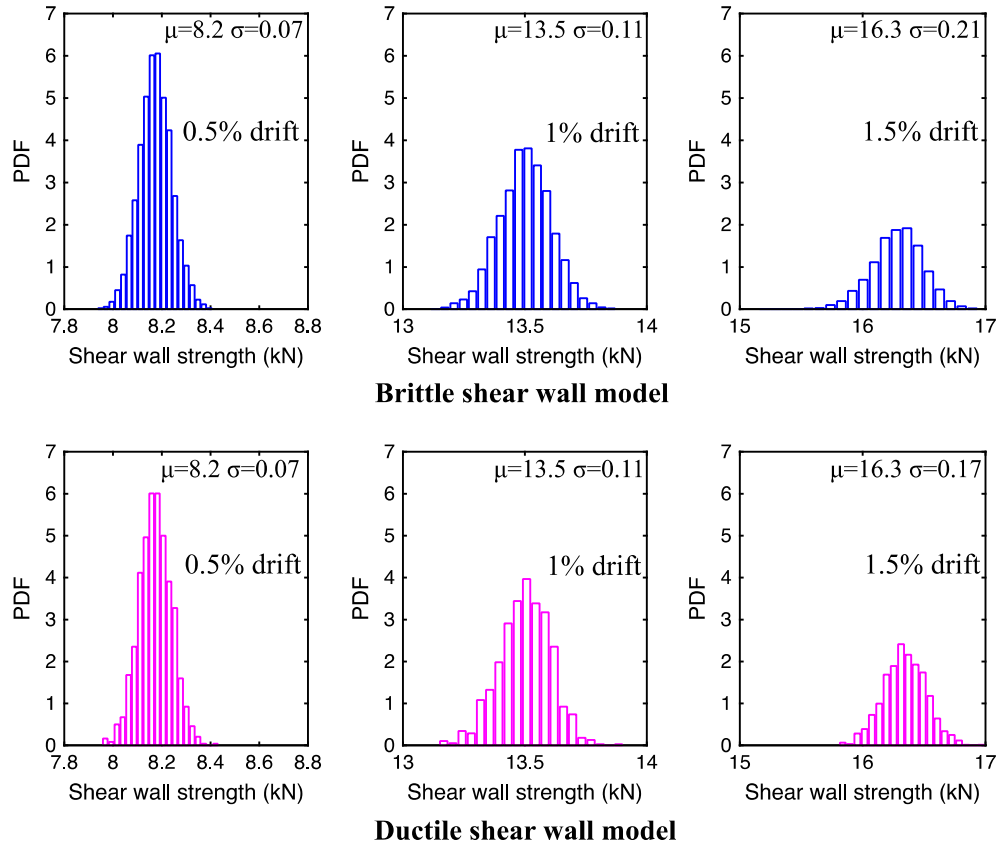 7
6
5
4
3
2
1
0
PDF
μ=8.2 σ=0.07
0.5% drift
7.8 8 8.2 8.4 8.6 8.8
Shear wall strength (kN)
7
6
5
4
3
2
1
0
PDF
μ=13.5 σ=0.11
1% drift
13 13.5 14
Shear wall strength (kN)
7
6
5
4
3
2
1
0
PDF
μ=16.3 σ=0.21
1.5% drift
15 16 17
Shear wall strength (kN)
Brittle shear wall model
7
6
5
4
3
2
1
0
PDF
μ=8.2 σ=0.07
0.5% drift
7.8 8 8.2 8.4 8.6 8.8
Shear wall strength (kN)
7
6
5
4
3
2
1
0
PDF
μ=13.5 σ=0.11
1% drift
13 13.5 14
Shear wall strength (kN)
7
6
5
4
3
2
1
0
PDF
μ=16.3 σ=0.17
1.5% drift
15 16 17
Shear wall strength (kN)
Ductile shear wall model